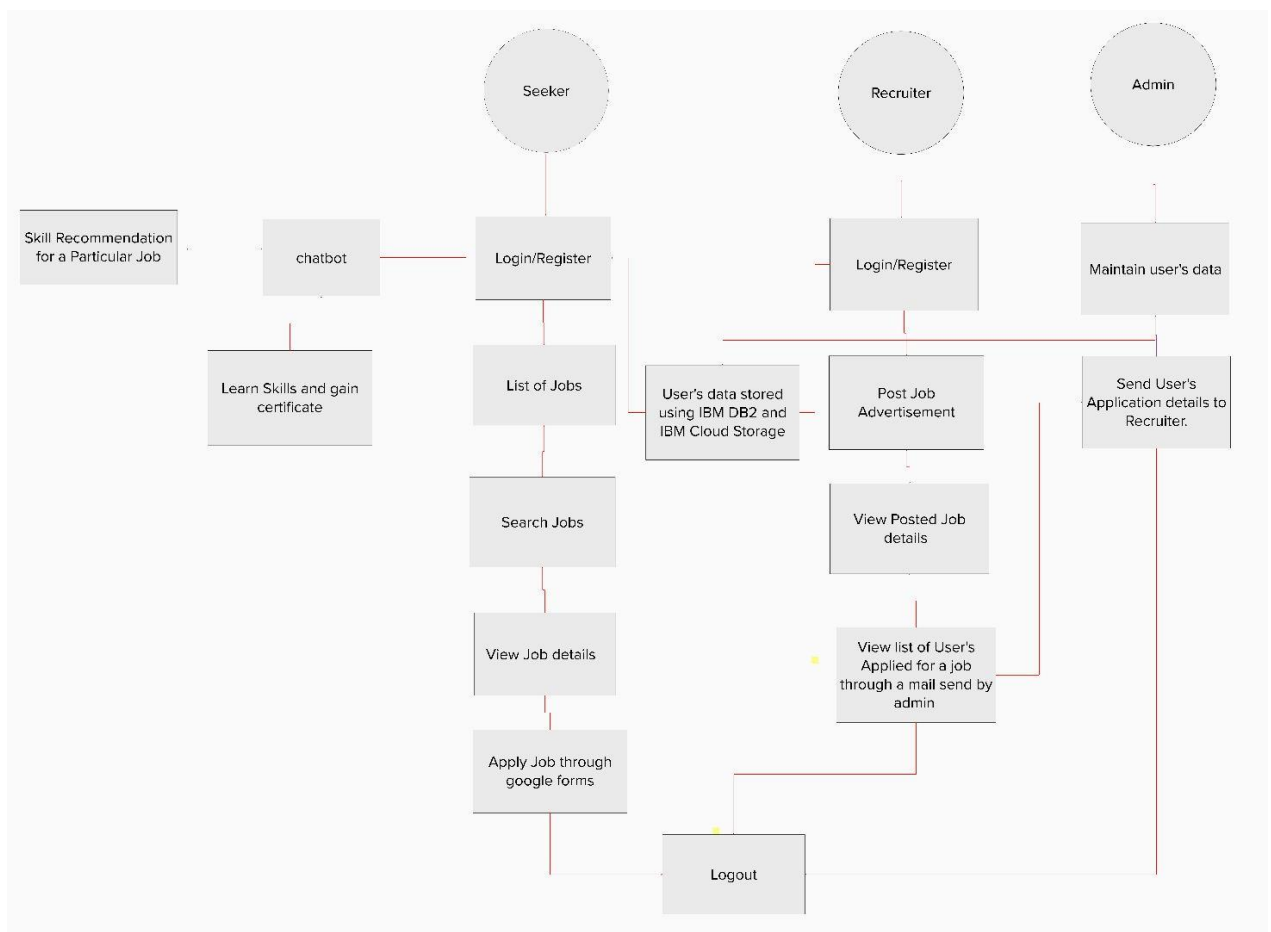 Seeker
Recruiter
Admin
Skill Recommendation
for a Particular Job
chatbot
Login/Register
Login/Register
Maintain user's data
Learn Skills and gain
certificate
List of Jobs
User's data stored
using IBM DB2 and
IBM Cloud Storage
Post Job
Advertisement
Send User's
Application details to
Recruiter.
Search Jobs
View Posted Job
details
View Job details
View list of User's
Applied for a job
through a mail send by
admin
Apply Job through
google forms
Logout